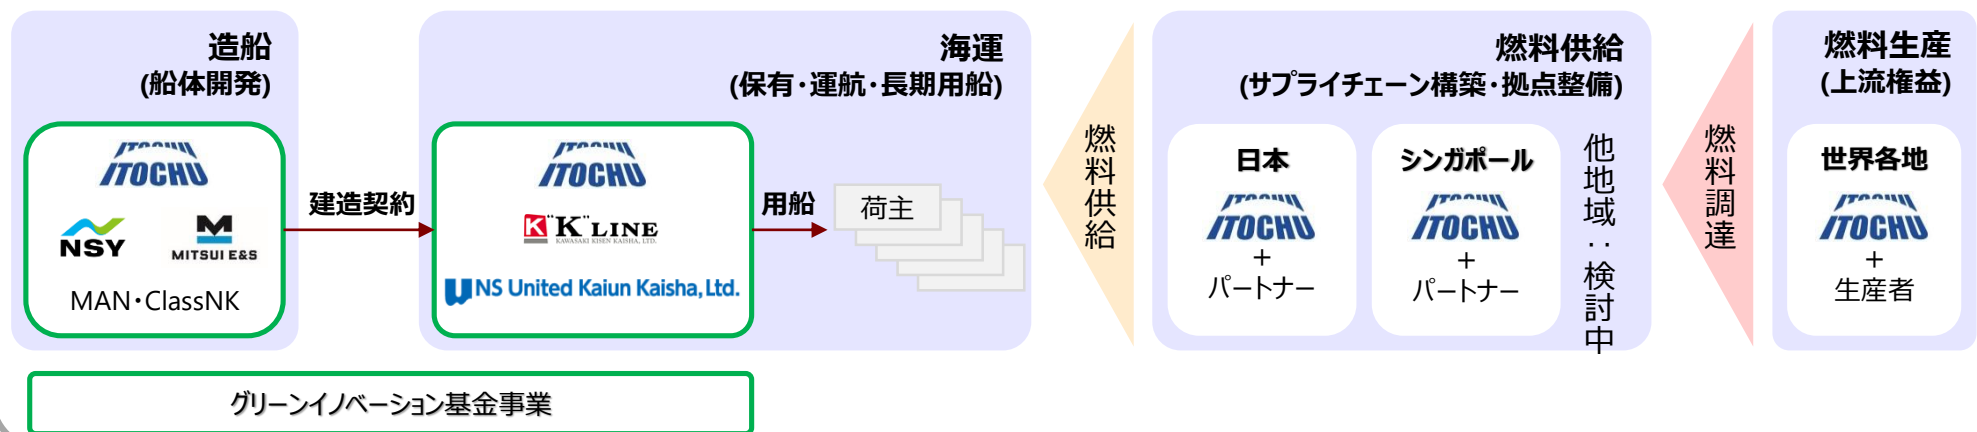 造船
(船体開発)
ITOCHU
NSY
MITSUI E&S
MAN・ClassNK
建造契約
海運
(保有・運航・長期用船)
ITOCHU
"K" LINE
KAWASAKI KISEN KAISHA, LTD.
NS United Kaiun Kaisha, Ltd.
用船
荷主
燃料供給
燃料供給
(サプライチェーン構築・拠点整備)
日本
ITOCHU
+
パートナー
シンガポール
ITOCHU
+
パートナー
他地域：検討中
燃料調達
燃料生産
(上流権益)
世界各地
ITOCHU
+
生産者
グリーンイノベーション基金事業